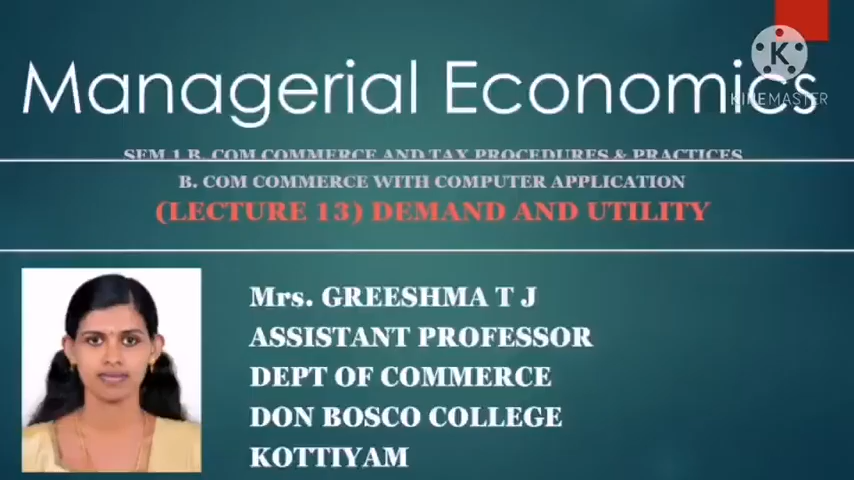 Managerial Economics
K
KINEMASTER
SEM 1 B. COM COMMERCE AND TAX PROCEDURES & PRACTICES
B. COM COMMERCE WITH COMPUTER APPLICATION
(LECTURE 13) DEMAND AND UTILITY
Mrs. GREESHMA T J
ASSISTANT PROFESSOR
DEPT OF COMMERCE
DON BOSCO COLLEGE
KOTTIYAM